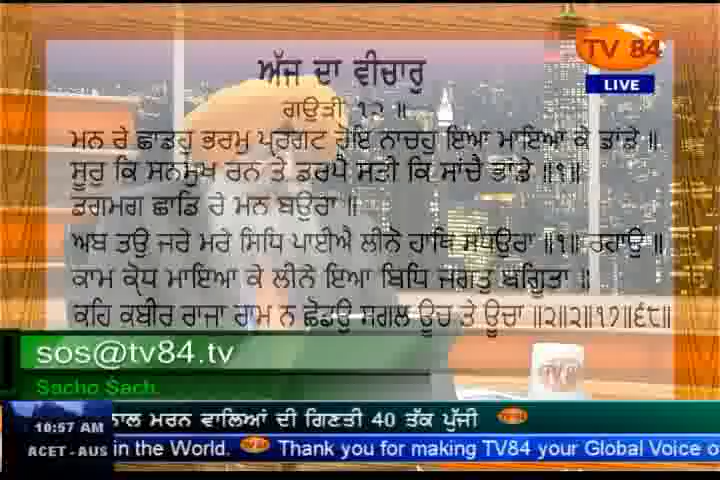 TV 84
LIVE
ਅੱਜ ਦਾ ਵੀਚਾਰੁ
ਗਉੜੀ ੧੨ ॥
ਮਨ ਰੇ ਛਾਡਹੁ ਭਰਮੁ ਪ੍ਰਗਟ ਹੋਇ ਨਾਚਹੁ ਇਆ ਮਾਇਆ ਕੇ ਡਾਂਡੇ ॥
ਸੂਰੁ ਕਿ ਸਨਮੁਖ ਰਨ ਤੇ ਡਰਪੈ ਸਤੀ ਕਿ ਸਾਂਚੈ ਭਾਂਡੇ ॥੧॥
ਡਗਮਗ ਛਾਡਿ ਰੇ ਮਨ ਬਉਰਾ ॥
ਅਬ ਤਉ ਜਰੇ ਮਰੇ ਸਿਧਿ ਪਾਈਐ ਲੀਨੋ ਹਾਥਿ ਸੰਧਉਰਾ ॥੧॥ ਰਹਾਉ ॥
ਕਾਮ ਕ੍ਰੋਧ ਮਾਇਆ ਕੇ ਲੀਨੇ ਇਆ ਬਿਧਿ ਜਗਤੁ ਬਿਗੂਤਾ ॥
ਕਹਿ ਕਬੀਰ ਰਾਜਾ ਰਾਮ ਨ ਛੋਡਉ ਸਗਲ ਊਚ ਤੇ ਊਚਾ ॥੨॥੨॥੧੭॥੬੮॥
sos@tv84.tv
Sacho Sach
10:57 AM ਨਾਲ ਮਰਨ ਵਾਲਿਆਂ ਦੀ ਗਿਣਤੀ 40 ਤੱਕ ਪੁੱਜੀ
ACET - AUS in the World. Thank you for making TV84 your Global Voice o